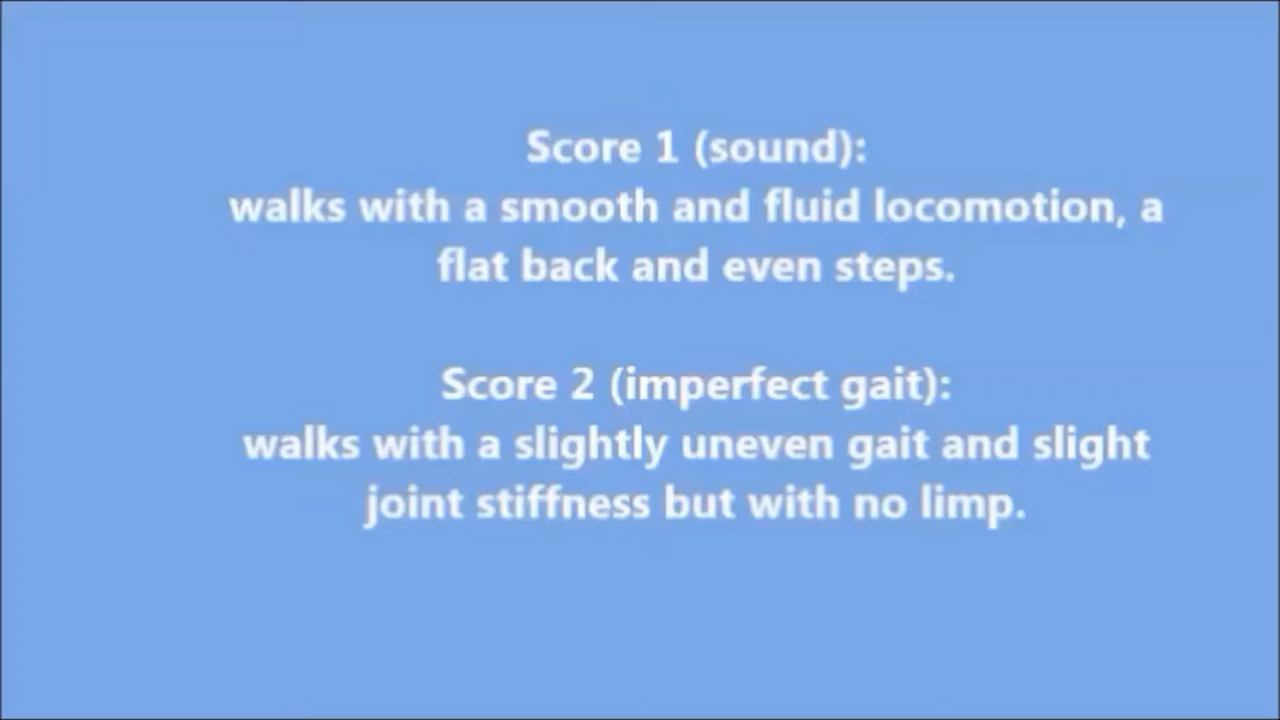 Score 1 (sound):
walks with a smooth and fluid locomotion, a
flat back and even steps.
Score 2 (imperfect gait):
walks with a slightly uneven gait and slight
joint stiffness but with no limp.